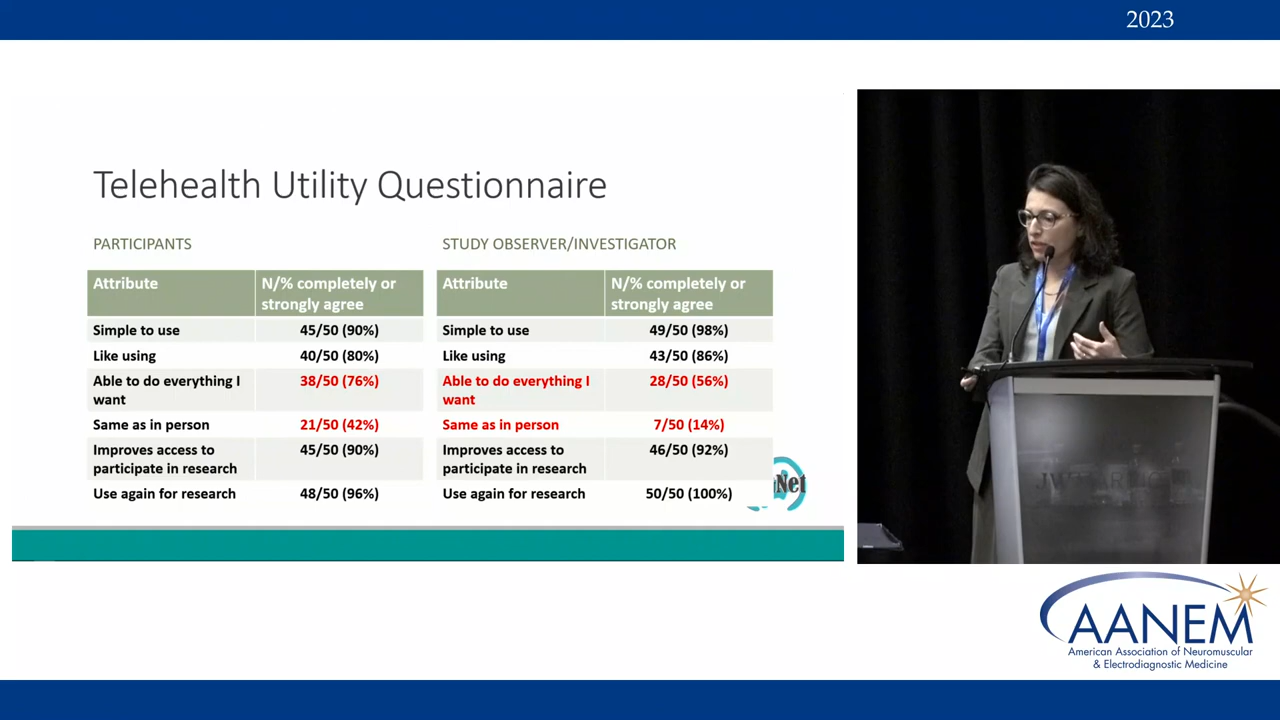 2023
Telehealth Utility Questionnaire
PARTICIPANTS
Attribute
N/% completely or
strongly agree
Simple to use
45/50 (90%)
Like using
40/50 (80%)
Able to do everything I
want
38/50 (76%)
Same as in person
21/50 (42%)
Improves access to
participate in research
45/50 (90%)
Use again for research
48/50 (96%)
STUDY OBSERVER/INVESTIGATOR
Attribute
N/% completely or
strongly agree
Simple to use
49/50 (98%)
Like using
43/50 (86%)
Able to do everything I
want
28/50 (56%)
Same as in person
7/50 (14%)
Improves access to
participate in research
46/50 (92%)
Use again for research
50/50 (100%)
Net
AANEM
American Association of Neuromuscular
& Electrodiagnostic Medicine